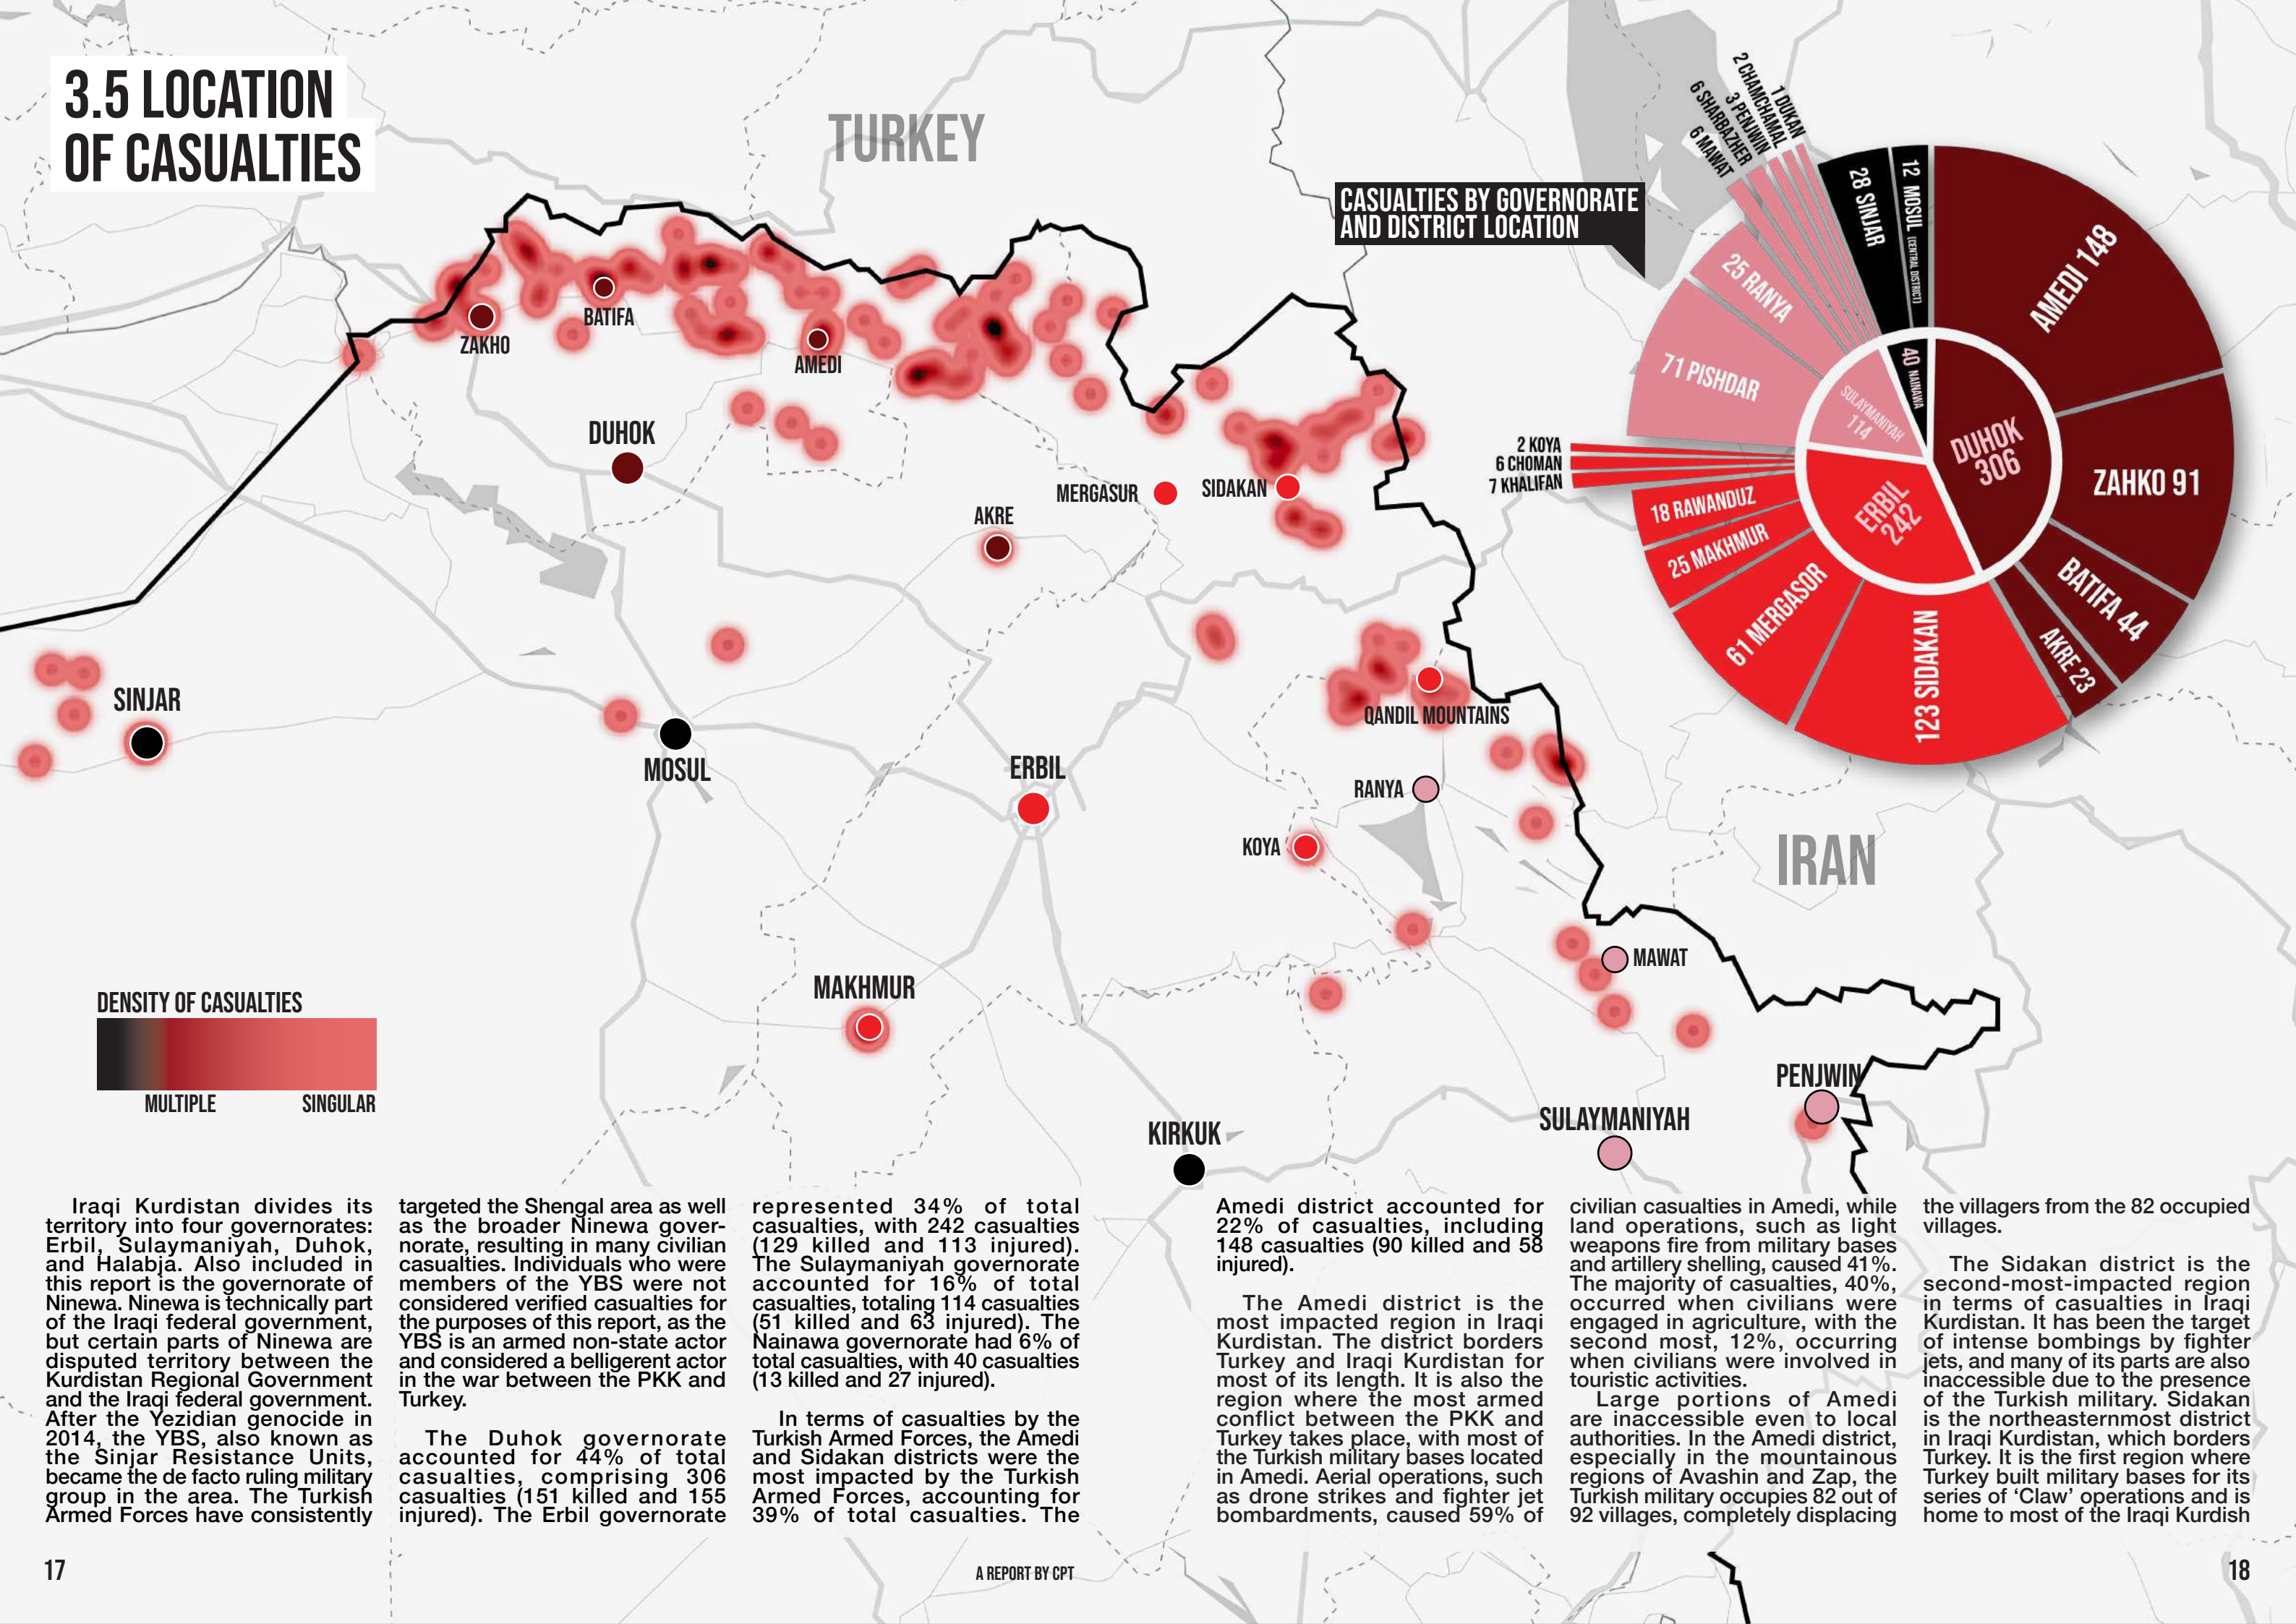 3.5 LOCATION
OF CASUALTIES
TURKEY
CASUALTIES BY GOVERNORATE
AND DISTRICT LOCATION
2 CHAMCHAMAL
1 DUKAN
6 SHARBAZHER
3 PENJWIN
6 MAWAT
28 SINJAR
12 MOSUL (CENTRAL DISTRICT)
AMEDI 148
25 RANYA
71 PISHDAR
40 NAINAWA
SULAYMANIYAH
114
DUHOK
306
ZAHKO 91
2 KOYA
6 CHOMAN
7 KHALIFAN
18 RAWANDUZ
25 MAKHMUR
ERBIL
242
61 MERGASOR
123 SIDAKAN
BATIFA 44
AKRE 23
ZAKHO
BATIFA
AMEDI
DUHOK
MERGASUR
SIDAKAN
AKRE
SINJAR
MOSUL
ERBIL
QANDIL MOUNTAINS
RANYA
KOYA
IRAN
MAWAT
MAKHMUR
DENSITY OF CASUALTIES
MULTIPLE
SINGULAR
PENJWIN
SULAYMANIYAH
KIRKUK
Iraqi Kurdistan divides its
territory into four governorates:
Erbil, Sulaymaniyah, Duhok,
and Halabja. Also included in
this report is the governorate of
Ninewa. Ninewa is technically part
of the Iraqi federal government,
but certain parts of Ninewa are
disputed territory between the
Kurdistan Regional Government
and the Iraqi federal government.
After the Yezidian genocide in
2014, the YBS, also known as
the Sinjar Resistance Units,
became the de facto ruling military
group in the area. The Turkish
Armed Forces have consistently
targeted the Shengal area as well
as the broader Ninewa gover-
norate, resulting in many civilian
casualties. Individuals who were
members of the YBS were not
considered verified casualties for
the purposes of this report, as the
YBS is an armed non-state actor
and considered a belligerent actor
in the war between the PKK and
Turkey.
The Duhok governorate
accounted for 44% of total
casualties, comprising 306
casualties (151 killed and 155
injured). The Erbil governorate
represented 34% of total
casualties, with 242 casualties
(129 killed and 113 injured).
The Sulaymaniyah governorate
accounted for 16% of total
casualties, totaling 114 casualties
(51 killed and 63 injured). The
Nainawa governorate had 6% of
total casualties, with 40 casualties
(13 killed and 27 injured).
In terms of casualties by the
Turkish Armed Forces, the Amedi
and Sidakan districts were the
most impacted by the Turkish
Armed Forces, accounting for
39% of total casualties. The
Amedi district accounted for
22% of casualties, including
148 casualties (90 killed and 58
injured).
The Amedi district is the
most impacted region in Iraqi
Kurdistan. The district borders
Turkey and Iraqi Kurdistan for
most of its length. It is also the
region where the most armed
conflict between the PKK and
Turkey takes place, with most of
the Turkish military bases located
in Amedi. Aerial operations, such
as drone strikes and fighter jet
bombardments, caused 59% of
civilian casualties in Amedi, while
land operations, such as light
weapons fire from military bases
and artillery shelling, caused 41%.
The majority of casualties, 40%,
occurred when civilians were
engaged in agriculture, with the
second most, 12%, occurring
when civilians were involved in
touristic activities.
Large portions of Amedi
are inaccessible even to local
authorities. In the Amedi district,
especially in the mountainous
regions of Avashin and Zap, the
Turkish military occupies 82 out of
92 villages, completely displacing
the villagers from the 82 occupied
villages.
The Sidakan district is the
second-most-impacted region
in terms of casualties in Iraqi
Kurdistan. It has been the target
of intense bombings by fighter
jets, and many of its parts are also
inaccessible due to the presence
of the Turkish military. Sidakan
is the northeasternmost district
in Iraqi Kurdistan, which borders
Turkey. It is the first region where
Turkey built military bases for its
series of ‘Claw’ operations and is
home to most of the Iraqi Kurdish
17
A REPORT BY CPT
18